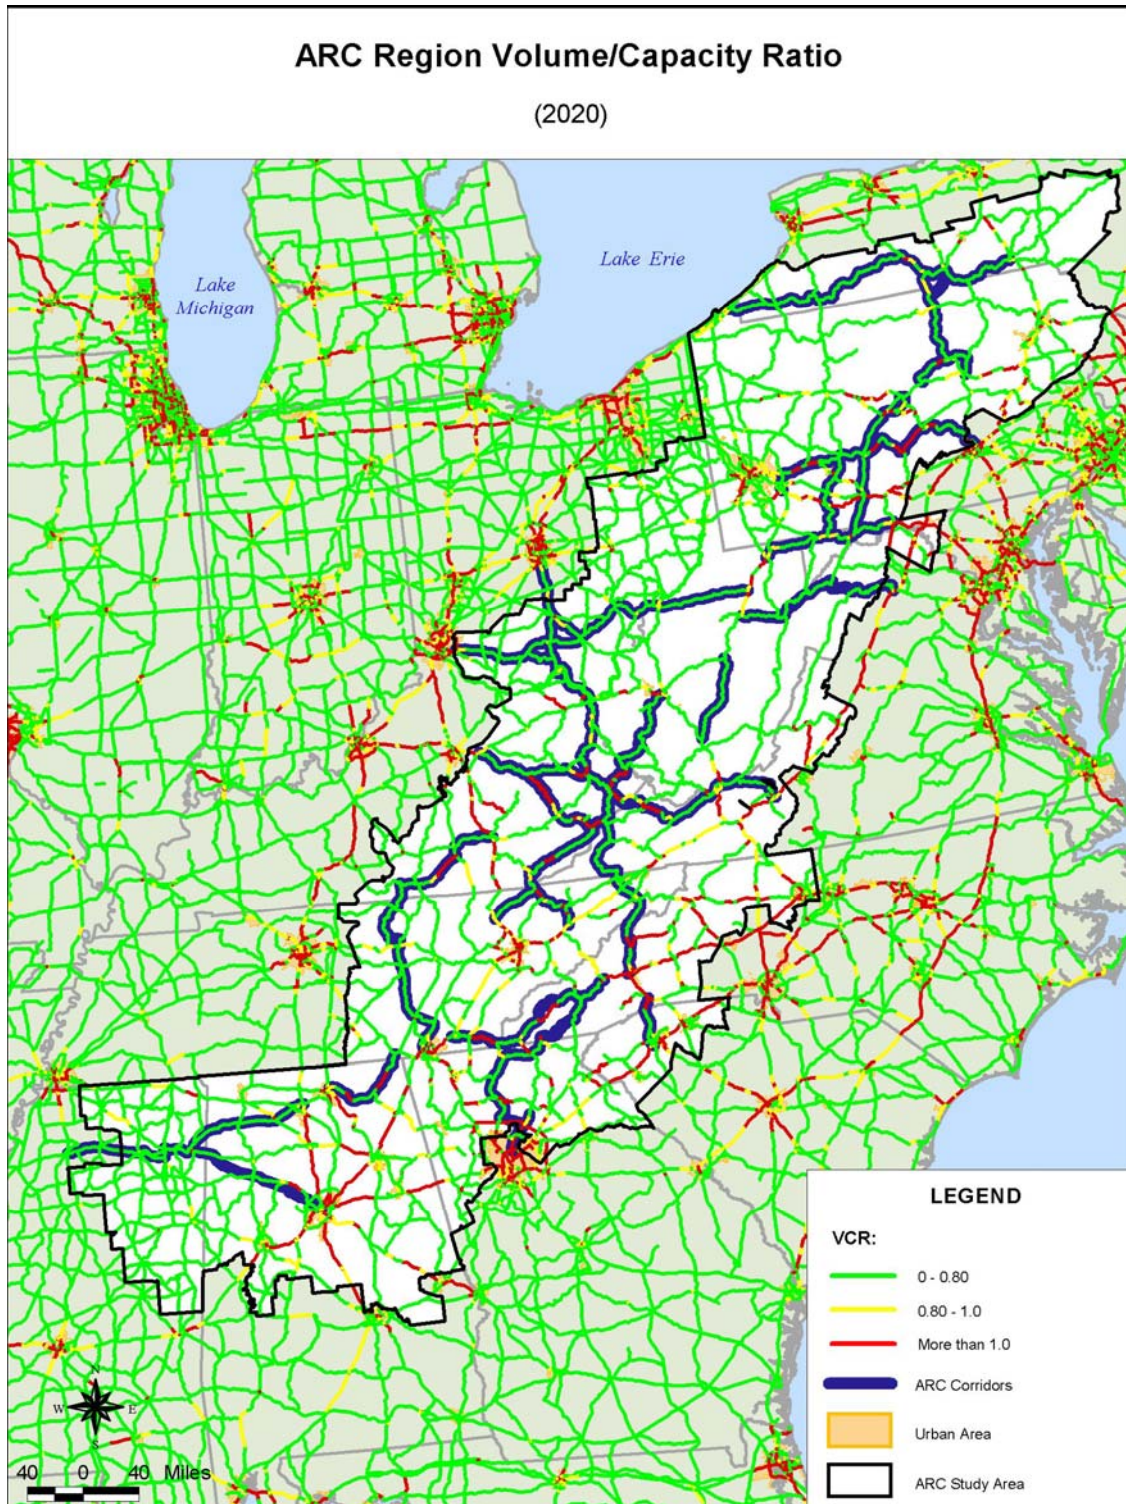 ARC Region Volume/Capacity Ratio
(2020)
Lake Erie
Lake
Michigan
LEGEND
VCR:
0 - 0.80
0.80 - 1.0
More than 1.0
ARC Corridors
Urban Area
ARC Study Area
N
W E
S
40 0 40 Miles